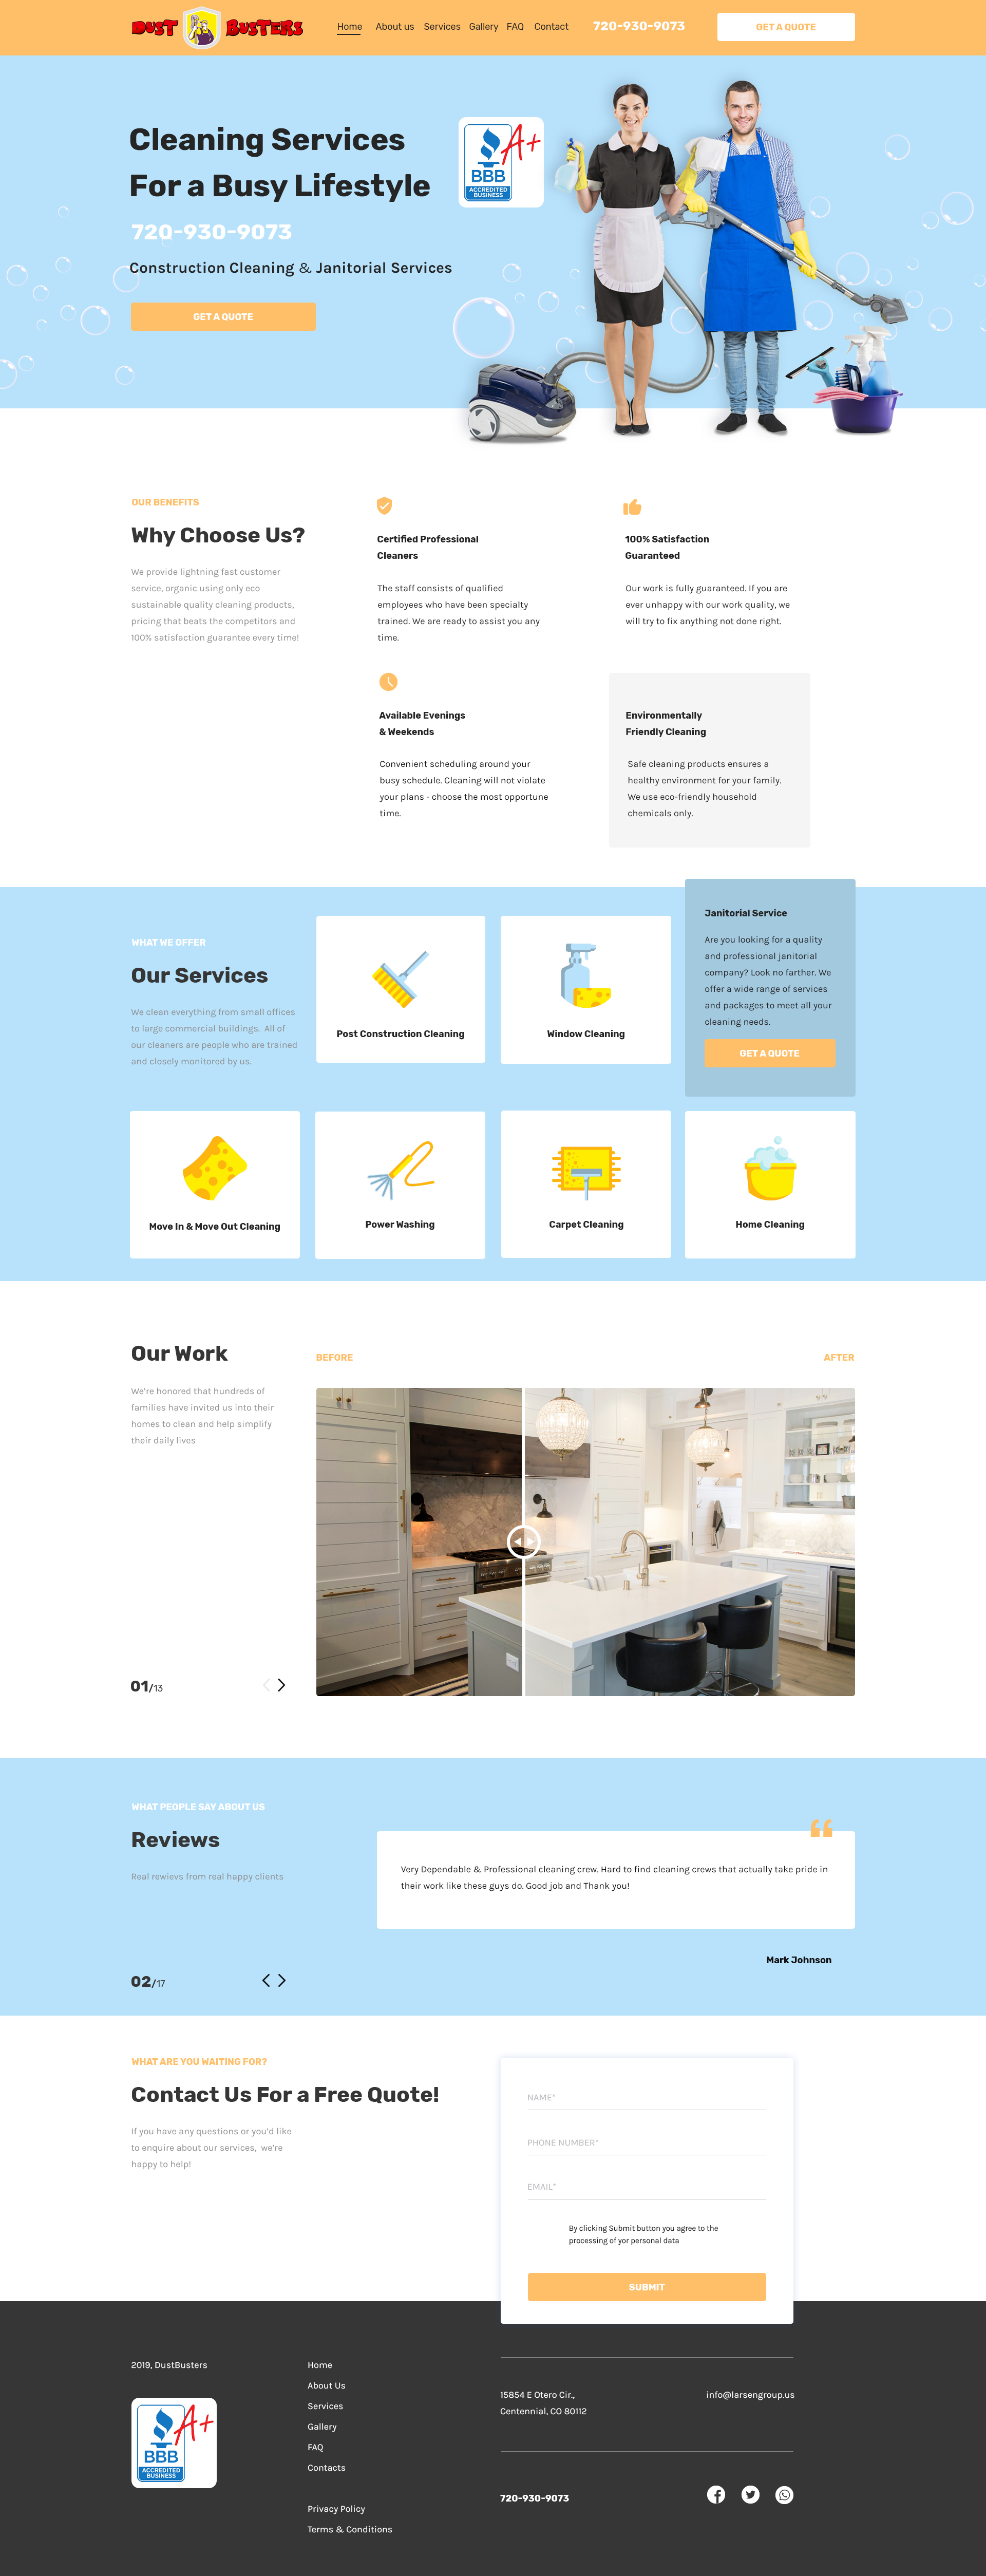 DUST BUSTERS
Home About us Services Gallery FAQ Contact
720-930-9073
GET A QUOTE
Cleaning Services
For a Busy Lifestyle
A+
BBB
ACCREDITED
BUSINESS
720-930-9073
Construction Cleaning & Janitorial Services
GET A QUOTE
OUR BENEFITS
Why Choose Us?
We provide lightning fast customer
service, organic using only eco
sustainable quality cleaning products,
pricing that beats the competitors and
100% satisfaction guarantee every time!
Certified Professional
Cleaners
The staff consists of qualified
employees who have been specialty
trained. We are ready to assist you any
time.
100% Satisfaction
Guaranteed
Our work is fully guaranteed. If you are
ever unhappy with our work quality, we
will try to fix anything not done right.
Available Evenings
& Weekends
Convenient scheduling around your
busy schedule. Cleaning will not violate
your plans - choose the most opportune
time.
Environmentally
Friendly Cleaning
Safe cleaning products ensures a
healthy environment for your family.
We use eco-friendly household
chemicals only.
WHAT WE OFFER
Our Services
We clean everything from small offices
to large commercial buildings. All of
our cleaners are people who are trained
and closely monitored by us.
Post Construction Cleaning
Window Cleaning
Janitorial Service
Are you looking for a quality
and professional janitorial
company? Look no farther. We
offer a wide range of services
and packages to meet all your
cleaning needs.
GET A QUOTE
Move In & Move Out Cleaning
Power Washing
Carpet Cleaning
Home Cleaning
Our Work
We're honored that hundreds of
families have invited us into their
homes to clean and help simplify
their daily lives
BEFORE
AFTER
01/13
WHAT PEOPLE SAY ABOUT US
Reviews
Real rewievs from real happy clients
Very Dependable & Professional cleaning crew. Hard to find cleaning crews that actually take pride in
their work like these guys do. Good job and Thank you!
Mark Johnson
02/17
WHAT ARE YOU WAITING FOR?
Contact Us For a Free Quote!
If you have any questions or you'd like
to enquire about our services, we're
happy to help!
NAME*
PHONE NUMBER*
EMAIL*
By clicking Submit button you agree to the
processing of yor personal data
SUBMIT
2019, DustBusters
A+
BBB
ACCREDITED
BUSINESS
Home
About Us
Services
Gallery
FAQ
Contacts
Privacy Policy
Terms & Conditions
15854 E Otero Cir.,
Centennial, CO 80112
info@larsengroup.us
720-930-9073